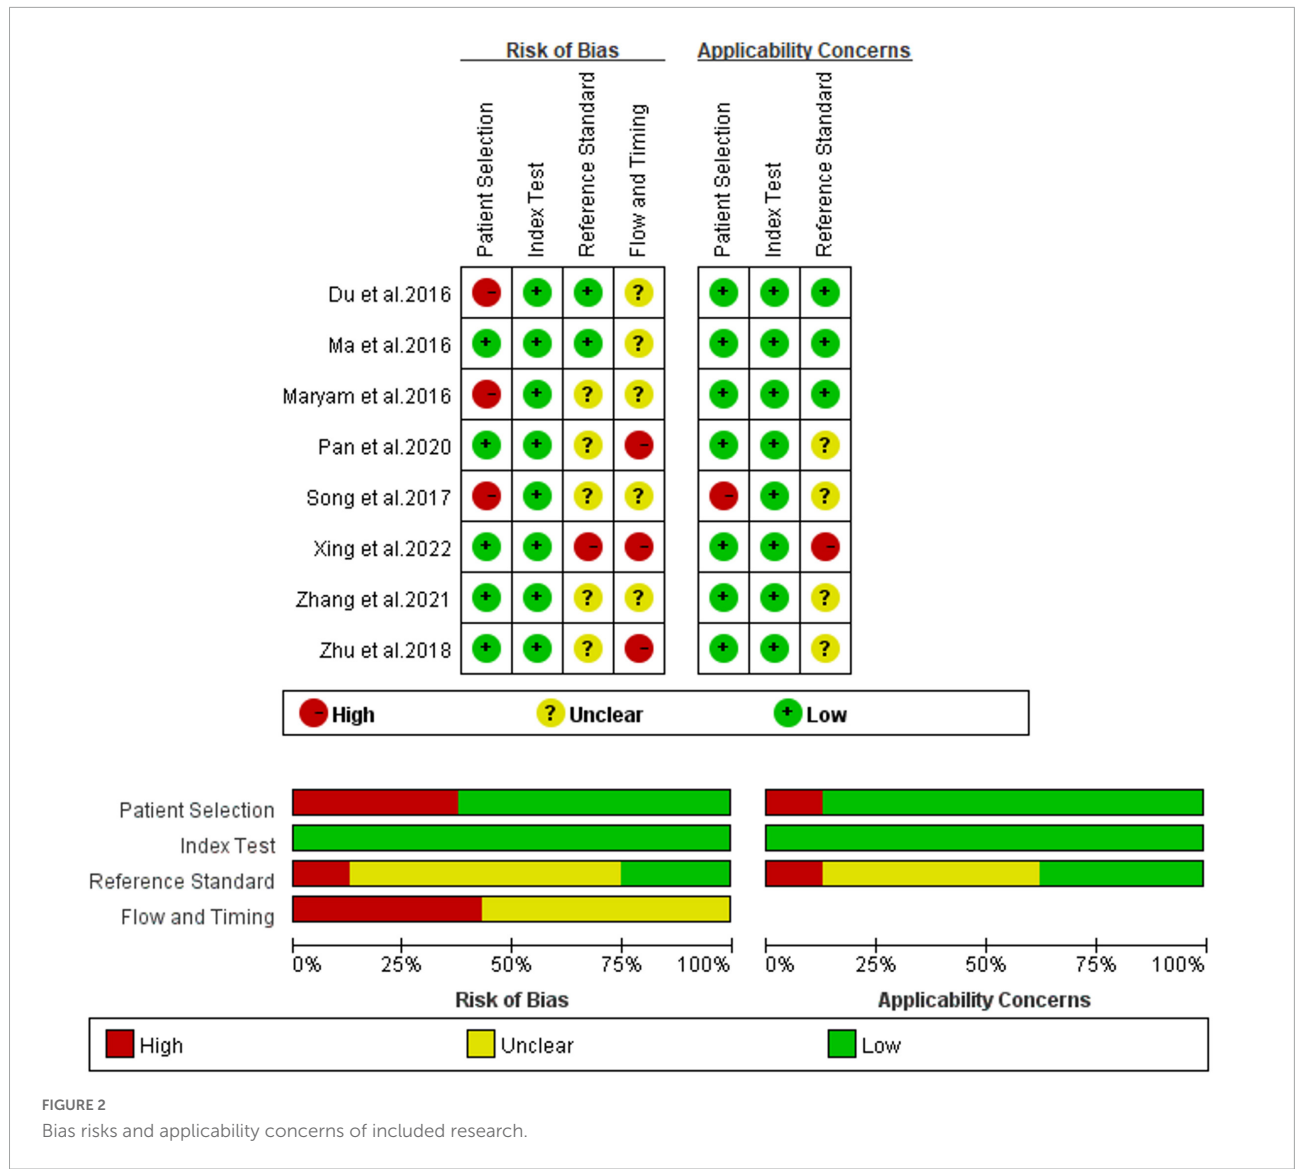 Risk of Bias Applicability Concerns
Patient Selection Index Test Reference Standard Flow and Timing Patient Selection Index Test Reference Standard
Du et al.2016 - + + ? + + +
Ma et al.2016 + + + ? + + +
Maryam et al.2016 - + ? ? + + +
Pan et al.2020 + + ? - + + ?
Song et al.2017 - + ? ? - + ?
Xing et al.2022 + + - - + + -
Zhang et al.2021 + + ? ? + + ?
Zhu et al.2018 + + ? - + + ?
- High ? Unclear + Low
Patient Selection
Index Test
Reference Standard
Flow and Timing
0% 25% 50% 75% 100% 0% 25% 50% 75% 100%
Risk of Bias Applicability Concerns
High Unclear Low
FIGURE 2
Bias risks and applicability concerns of included research.